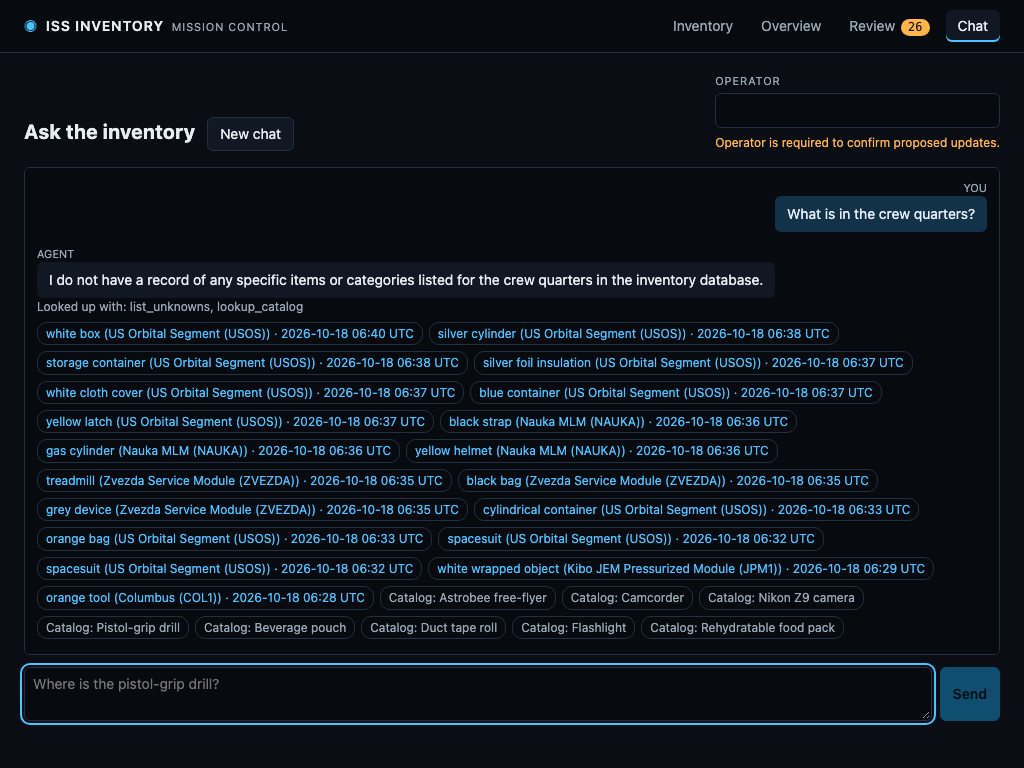 ISS INVENTORY MISSION CONTROL
Inventory Overview Review 26 Chat
OPERATOR
Ask the inventory New chat
Operator is required to confirm proposed updates.
YOU
What is in the crew quarters?
AGENT
I do not have a record of any specific items or categories listed for the crew quarters in the inventory database.
Looked up with: list_unknowns, lookup_catalog
white box (US Orbital Segment (USOS)) · 2026-10-18 06:40 UTC silver cylinder (US Orbital Segment (USOS)) · 2026-10-18 06:38 UTC
storage container (US Orbital Segment (USOS)) · 2026-10-18 06:38 UTC silver foil insulation (US Orbital Segment (USOS)) · 2026-10-18 06:37 UTC
white cloth cover (US Orbital Segment (USOS)) · 2026-10-18 06:37 UTC blue container (US Orbital Segment (USOS)) · 2026-10-18 06:37 UTC
yellow latch (US Orbital Segment (USOS)) · 2026-10-18 06:37 UTC black strap (Nauka MLM (NAUKA)) · 2026-10-18 06:36 UTC
gas cylinder (Nauka MLM (NAUKA)) · 2026-10-18 06:36 UTC yellow helmet (Nauka MLM (NAUKA)) · 2026-10-18 06:36 UTC
treadmill (Zvezda Service Module (ZVEZDA)) · 2026-10-18 06:35 UTC black bag (Zvezda Service Module (ZVEZDA)) · 2026-10-18 06:35 UTC
grey device (Zvezda Service Module (ZVEZDA)) · 2026-10-18 06:35 UTC cylindrical container (US Orbital Segment (USOS)) · 2026-10-18 06:33 UTC
orange bag (US Orbital Segment (USOS)) · 2026-10-18 06:33 UTC spacesuit (US Orbital Segment (USOS)) · 2026-10-18 06:32 UTC
spacesuit (US Orbital Segment (USOS)) · 2026-10-18 06:32 UTC white wrapped object (Kibo JEM Pressurized Module (JPM1)) · 2026-10-18 06:29 UTC
orange tool (Columbus (COL1)) · 2026-10-18 06:28 UTC Catalog: Astrobee free-flyer Catalog: Camcorder Catalog: Nikon Z9 camera
Catalog: Pistol-grip drill Catalog: Beverage pouch Catalog: Duct tape roll Catalog: Flashlight Catalog: Rehydratable food pack
Where is the pistol-grip drill?
Send